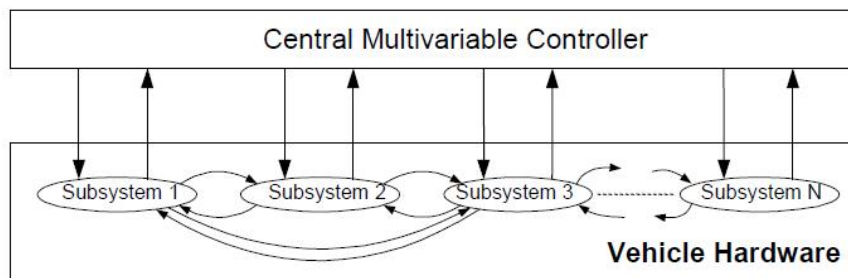 Central Multivariable Controller
Subsystem 1
Subsystem 2
Subsystem 3
Subsystem N
Vehicle Hardware